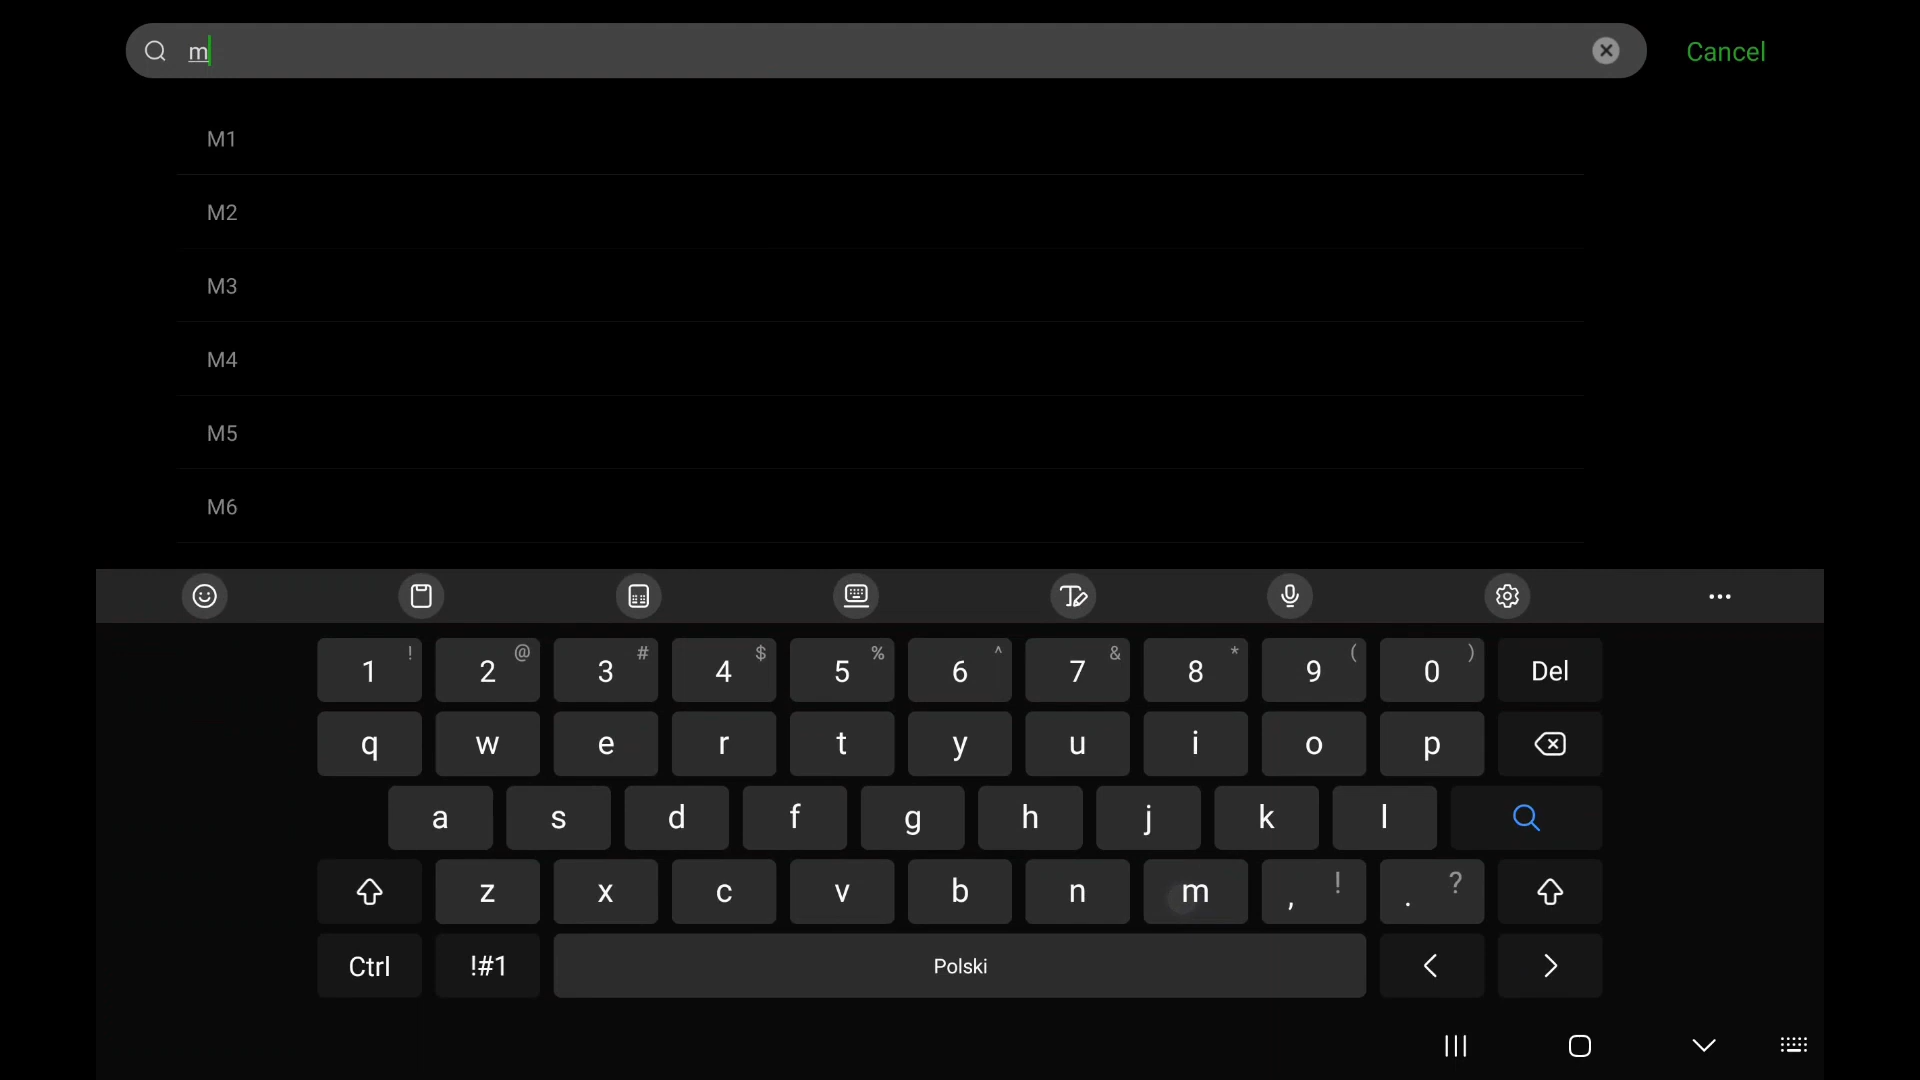 m
Cancel
M1
M2
M3
M4
M5
M6
! @ # $ % ^ & * ( )
1 2 3 4 5 6 7 8 9 0 Del
q w e r t y u i o p
a s d f g h j k l
z x c v b n m , ! . ?
Ctrl !#1 Polski